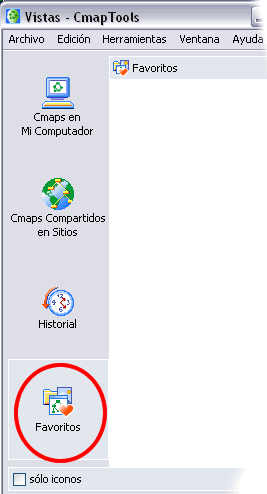 Vistas - CmapTools
Archivo Edición Herramientas Ventana Ayuda
Favoritos
Cmaps en
Mi Computador
Cmaps Compartidos
en Sitios
Historial
Favoritos
sólo iconos